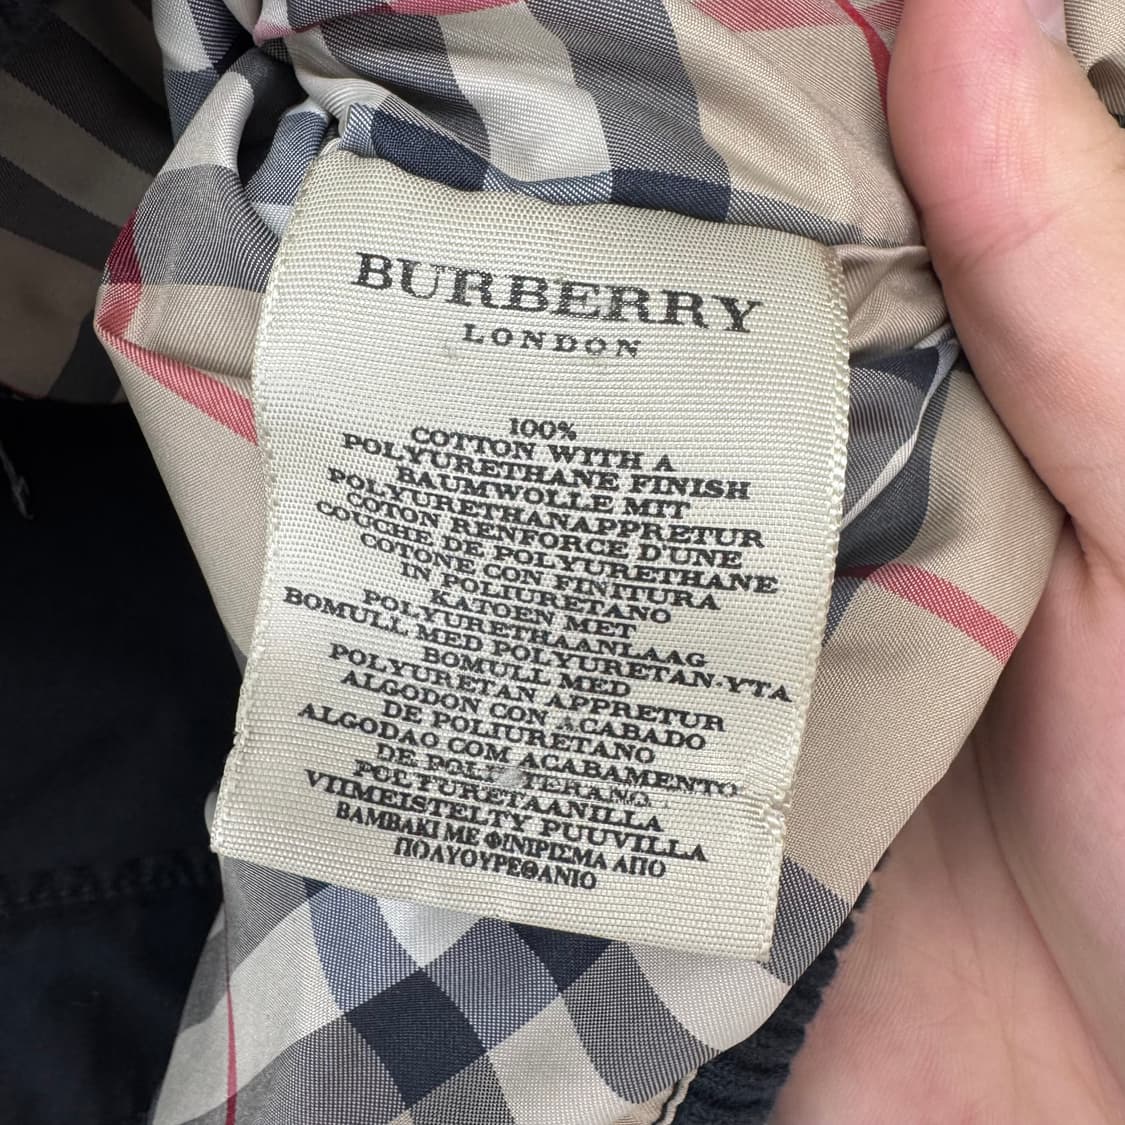 BURBERRY
LONDON
100%
COTTON WITH A
POLYURETHANE FINISH
BAUMWOLLE MIT
POLYURETHANAPPRETUR
COTON RENFORCE D'UNE
COUCHE DE POLYURETHANE
COTONE CON FINITURA
IN POLIURETANO
KATOEN MET
POLYURETHAANLAAG
BOMULL MED POLYURETAN-YTA
BOMULL MED
POLYURETAN APPRETUR
ALGODON CON ACABADO
DE POLIURETANO
ALGODAO COM ACABAMENTO
DE
POLYURETAANILLA
VIIMEISTELTY PUUVILLA
ΒΑΜΒΑΚΙ ΜΕ ΦΙΝΙΡΙΣΜΑ ΑΠΟ
ΠΟΛΥΟΥΡΕΘΑΝΙΟ